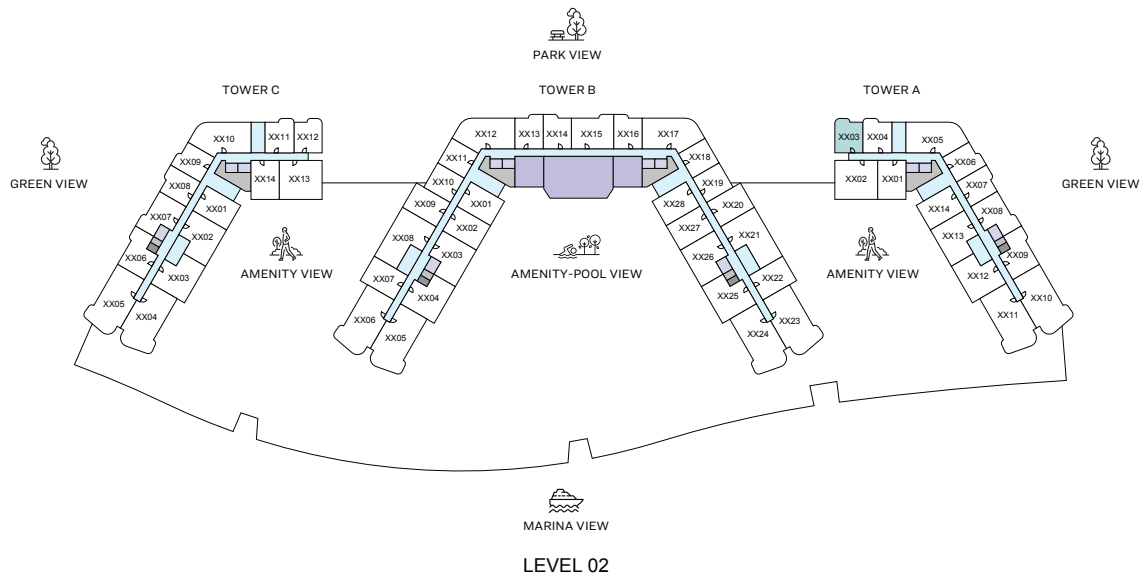 PARK VIEW
TOWER C
TOWER B
TOWER A
GREEN VIEW
GREEN VIEW
XX10
XX11
XX12
XX09
XX08
XX14
XX13
XX07
XX01
XX06
XX02
XX05
XX03
XX04
AMENITY VIEW
XX12
XX13
XX14
XX15
XX16
XX17
XX11
XX18
XX10
XX19
XX09
XX01
XX28
XX20
XX08
XX02
XX27
XX21
XX07
XX03
XX26
XX22
XX06
XX04
XX25
XX23
XX05
XX24
AMENITY-POOL VIEW
XX03
XX04
XX05
XX02
XX01
XX06
XX07
XX14
XX08
XX13
XX09
XX12
XX10
XX11
AMENITY VIEW
MARINA VIEW
LEVEL 02